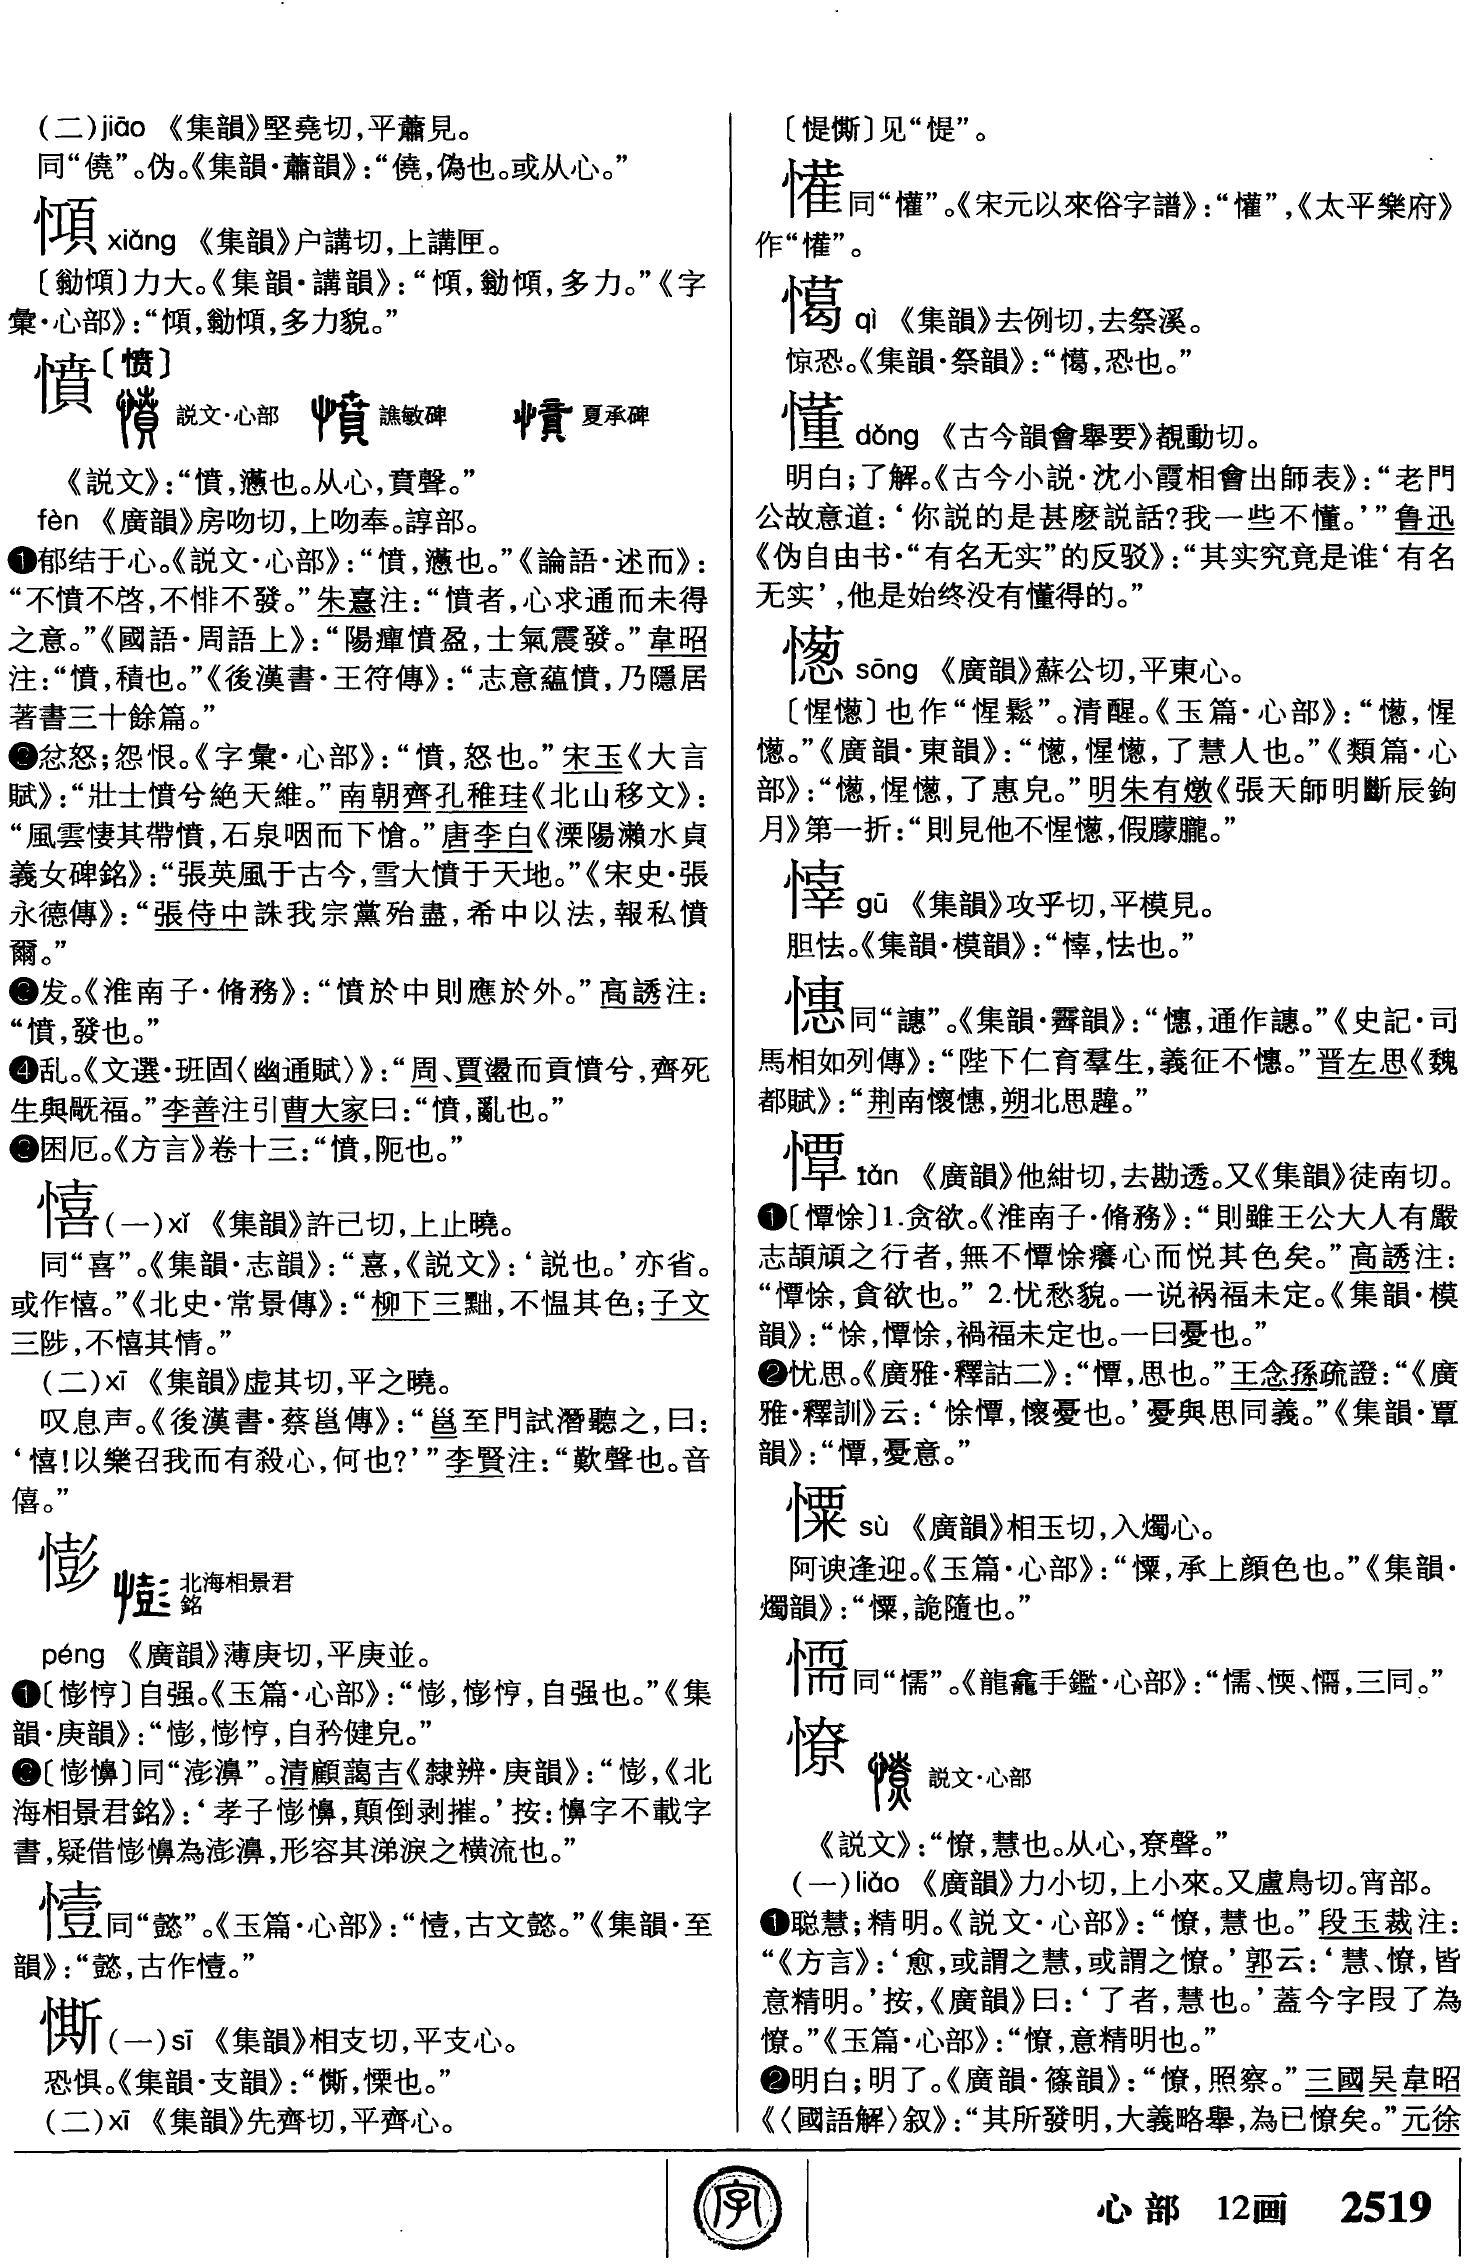 (二)jiāo 《集韻》堅堯切,平蕭見。
同“僥”。伪。《集韻·蕭韻》:“僥,偽也。或从心。”
xiǎng 《集韻》户講切,上講匣。
力大。《集韻·講韻》:多力。”《字
彙·心部》:多力貌。”
憤〔愤〕
説文·心部 譙敏碑 夏承碑
《説文》:“憤,懣也。从心,賁聲。”
fèn 《廣韻》房吻切,上吻奉。諄部。
❶郁结于心。《説文·心部》:“憤,懣也。”《論語·述而》:
“不憤不啓,不悱不發。”朱憙注:“憤者,心求通而未得
之意。”《國語·周語上》:“陽癉憤盈,士氣震發。”韋昭
注:“憤,積也。”《後漢書·王符傳》:“志意蘊憤,乃隱居
著書三十餘篇。”
❷忿怒;怨恨。《字彙·心部》:“憤,怒也。”宋玉《大言
賦》:“壯士憤兮絶天維。”南朝齊孔稚珪《北山移文》:
“風雲悽其帶憤,石泉咽而下愴。”唐李白《溧陽瀨水貞
義女碑銘》:“張英風于古今,雪大憤于天地。”《宋史·張
永德傳》:“張侍中誅我宗黨殆盡,希中以法,報私憤
爾。”
❸发。《淮南子·脩務》:“憤於中則應於外。”高誘注:
“憤,發也。”
❹乱。《文選·班固〈幽通賦〉》:“周、賈盪而貢憤兮,齊死
生與戩福。”李善注引曹大家曰:“憤,亂也。”
❺困厄。《方言》卷十三:“憤,阨也。”
憘(一)xǐ 《集韻》許己切,上止曉。
同“喜”。《集韻·志韻》:“憙,《説文》:‘説也。’亦省。
或作憘。”《北史·常景傳》:“柳下三黜,不愠其色;子文
三陟,不憘其情。”
(二)xī 《集韻》虚其切,平之曉。
叹息声。《後漢書·蔡邕傳》:“邕至門試潛聽之,曰:
‘憘!以樂召我而有殺心,何也?’”李賢注:“歎聲也。音
僖。”
憉
北海相景君
銘
péng 《廣韻》薄庚切,平庚並。
❶〔憉悙〕自强。《玉篇·心部》:“憉,憉悙,自强也。”《集
韻·庚韻》:“憉,憉悙,自矜健皃。”
❷〔憉㦂〕同“澎濞”。清顧藹吉《隸辨·庚韻》:“憉,《北
海相景君銘》:‘孝子憉㦂,顛倒剥摧。’按:㦂字不載字
書,疑借憉㦂為澎濞,形容其涕淚之横流也。”
㦤同“懿”。《玉篇·心部》:“㦤,古文懿。”《集韻·至
韻》:“懿,古作㦤。”
㒋(一)sī 《集韻》相支切,平支心。
恐惧。《集韻·支韻》:“㒋,慄也。”
(二)xī 《集韻》先齊切,平齊心。
见“惿”。
《宋元以來俗字譜》:《太平樂府》
qì 《集韻》去例切,去祭溪。
惊恐。《集韻·祭韻》:恐也。”
懂 dǒng 《古今韻會舉要》覩動切。
明白;了解。《古今小説·沈小霞相會出師表》:“老門
公故意道:‘你説的是甚麽説話?我一些不懂。’”鲁迅
《伪自由书·“有名无实”的反驳》:“其实究竟是谁‘有名
无实’,他是始终没有懂得的。”
憽 sōng 《廣韻》蘇公切,平東心。
〔惺憽〕也作“惺鬆”。清醒。《玉篇·心部》:“憽,惺
憽。”《廣韻·東韻》:“憽,惺憽,了慧人也。”《類篇·心
部》:“憽,惺憽,了惠皃。”明朱有燉《張天師明斷辰鉤
月》第一折:“則見他不惺憽,假朦朧。”
gū 《集韻》攻乎切,平模見。
胆怯。《集韻·模韻》:怯也。”
憓同“譓”。《集韻·霽韻》:“憓,通作譓。”《史記·司
馬相如列傳》:“陛下仁育羣生,義征不憓。”晋左思《魏
都賦》:“荆南懷憓,朔北思韙。”
憛 tǎn 《廣韻》他紺切,去勘透。又《集韻》徒南切。
❶〔憛悇〕1.贪欲。《淮南子·脩務》:“則雖王公大人有嚴
志頡頏之行者,無不憛悇癢心而悦其色矣。”高誘注:
“憛悇,貪欲也。” 2.忧愁貌。一说祸福未定。《集韻·模
韻》:“悇,憛悇,禍福未定也。一曰憂也。”
❷忧思。《廣雅·釋詁二》:“憛,思也。”王念孫疏證:“《廣
雅·釋訓》云:‘悇憛,懷憂也。’憂與思同義。”《集韻·覃
韻》:“憛,憂意。”
sù 《廣韻》相玉切,入燭心。
阿谀逢迎。《玉篇·心部》:承上顔色也。”《集韻·
燭韻》:詭隨也。”
同“懦”。《龍龕手鑑·心部》:三同。”
憭
説文·心部
《説文》:“憭,慧也。从心,尞聲。”
(一)liǎo 《廣韻》力小切,上小來。又盧鳥切。宵部。
❶聪慧;精明。《説文·心部》:“憭,慧也。”段玉裁注:
“《方言》:‘愈,或謂之慧,或謂之憭。’郭云:‘慧、憭,皆
意精明。’按,《廣韻》曰:‘了者,慧也。’蓋今字叚了為
憭。”《玉篇·心部》:“憭,意精明也。”
❷明白;明了。《廣韻·篠韻》:“憭,照察。”三國吴韋昭
《〈國語解〉叙》:“其所發明,大義略舉,為已憭矣。”元徐
字
心部 12画 2519